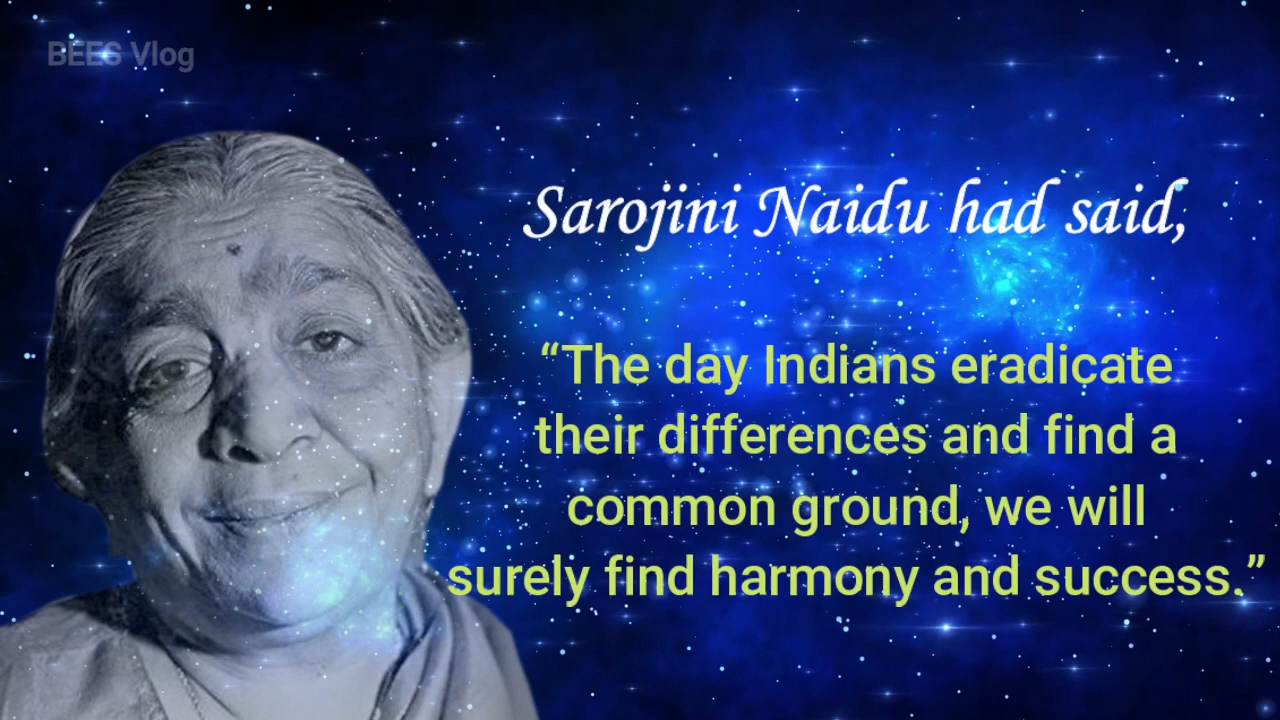 BEES Vlog
Sarojini Naidu had said,
“The day Indians eradicate
their differences and find a
common ground, we will
surely find harmony and success.”